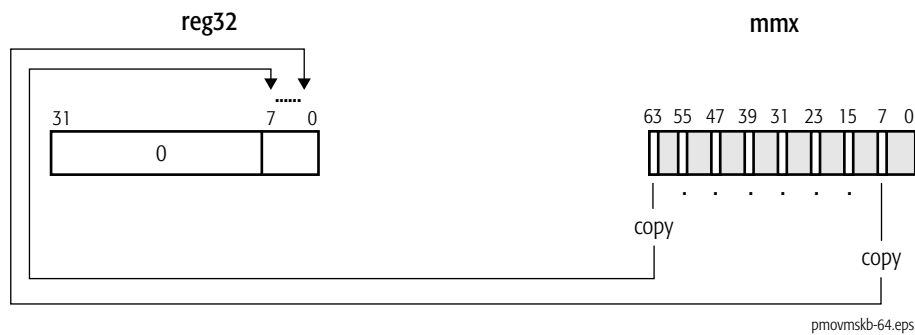 reg32 mmx
......
31 7 0 63 55 47 39 31 23 15 7 0
0
. . . . . .
copy
copy
pmovmskb-64.eps